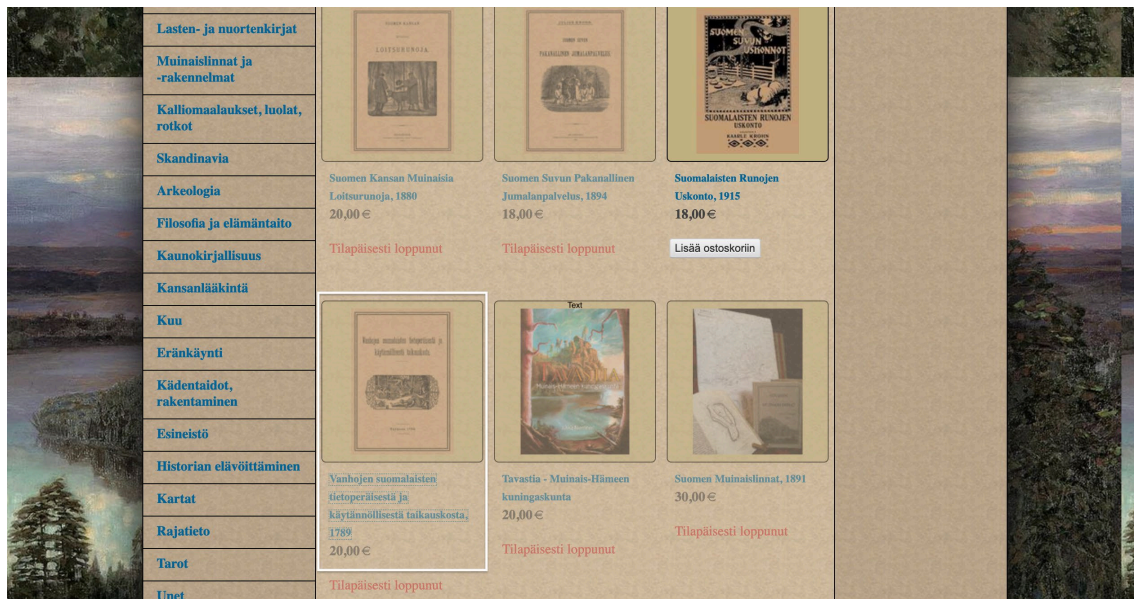 Lasten- ja nuortenkirjat
Muinaislinnat ja
-rakennelmat
Kalliomaalaukset, luolat,
rotkot
Skandinavia
Arkeologia
Filosofia ja elämäntaito
Kaunokirjallisuus
Kansanlääkintä
Kuu
Eränkäynti
Kädentaidot,
rakentaminen
Esineistö
Historian elävöittäminen
Kartat
Rajatieto
Tarot
Unet
LOITSURUNOJA
PAKANALLINEN JUMALANPALVELUS
SUOMEN
SUVUN
USKONNOT
SUOMALAISTEN RUNOJEN
USKONTO
KAARLE KROHN
Suomen Kansan Muinaisia
Loitsurunoja, 1880
20,00 €
Tilapäisesti loppunut
Suomen Suvun Pakanallinen
Jumalanpalvelus, 1894
18,00 €
Tilapäisesti loppunut
Suomalaisten Runojen
Uskonto, 1915
18,00 €
Lisää ostoskoriin
Text
Vanhojen suomalaisten
tietoperäisestä ja
käytännöllisestä taikauskosta,
1789
20,00 €
Tilapäisesti loppunut
Tavastia - Muinais-Hämeen
kuningaskunta
20,00 €
Tilapäisesti loppunut
Suomen Muinaislinnat, 1891
30,00 €
Tilapäisesti loppunut